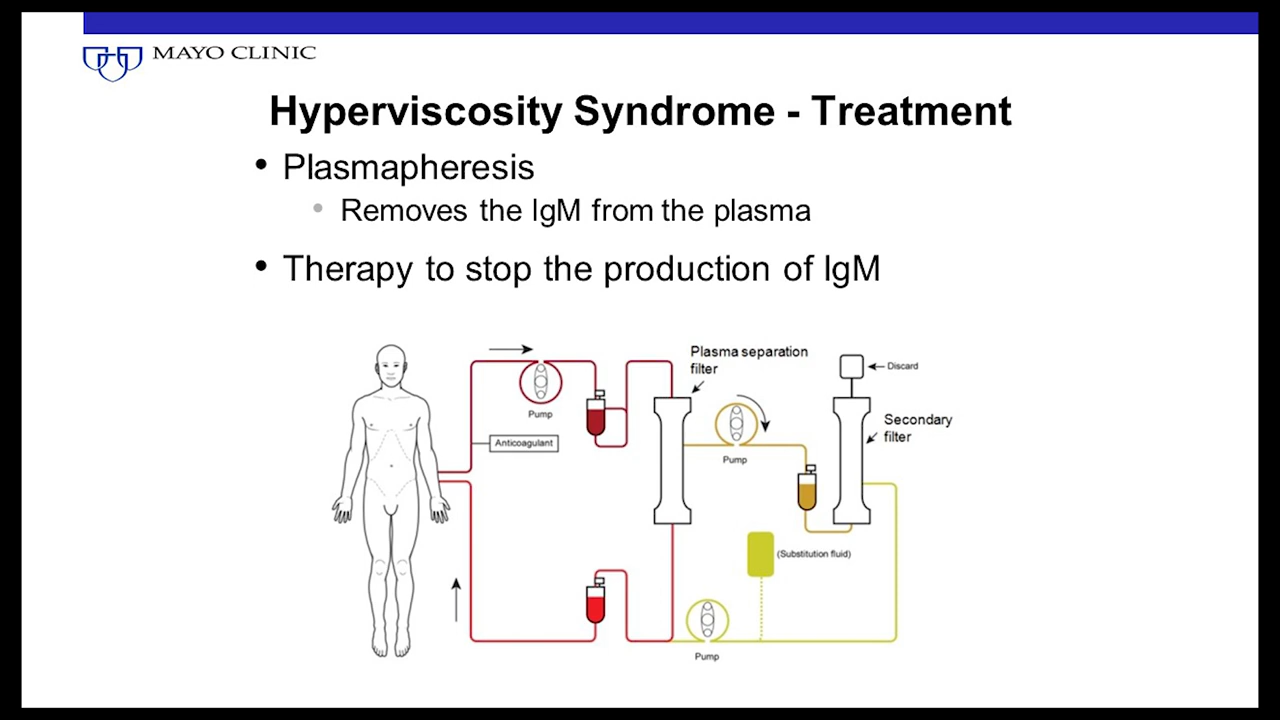 MAYO CLINIC
Hyperviscosity Syndrome - Treatment
• Plasmapheresis
• Removes the IgM from the plasma
• Therapy to stop the production of IgM
Plasma separation
filter
Discard
Pump
Secondary
filter
Anticoagulant
Pump
(Substitution fluid)
Pump